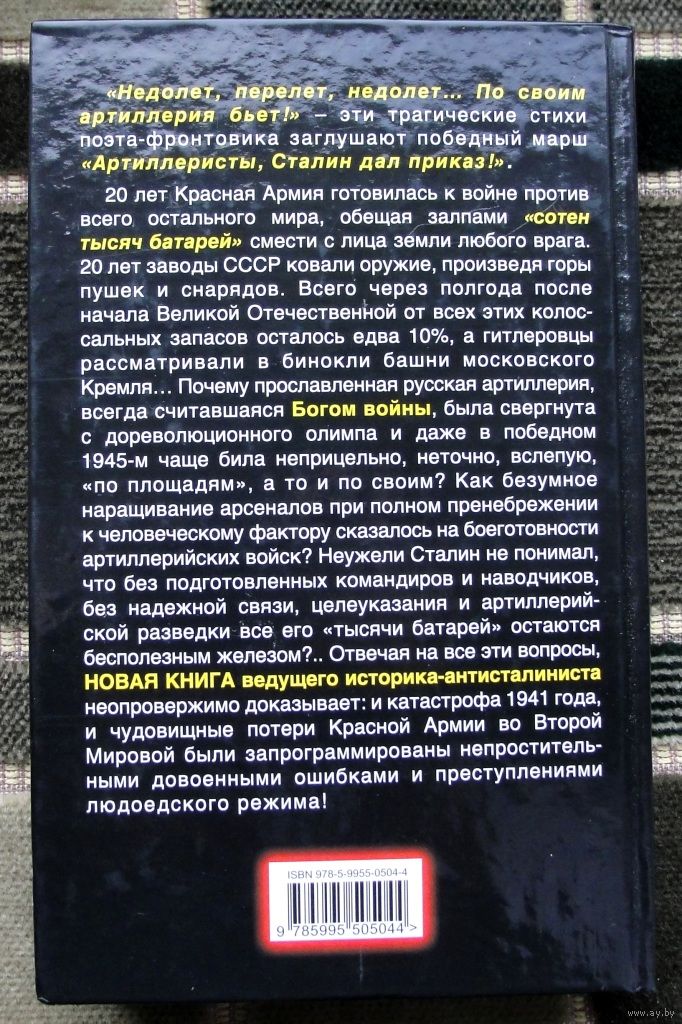 «Недолет, перелет, недолет... По своим
артиллерия бьет!» – эти трагические стихи
поэта-фронтовика заглушают победный марш
«Артиллеристы, Сталин дал приказ!».
20 лет Красная Армия готовилась к войне против
всего остального мира, обещая залпами «сотен
тысяч батарей» смести с лица земли любого врага.
20 лет заводы СССР ковали оружие, произведя горы
пушек и снарядов. Всего через полгода после
начала Великой Отечественной от всех этих колос-
сальных запасов осталось едва 10%, а гитлеровцы
рассматривали в бинокли башни московского
Кремля... Почему прославленная русская артиллерия,
всегда считавшаяся Богом войны, была свергнута
с дореволюционного олимпа и даже в победном
1945-м чаще била неприцельно, неточно, вслепую,
«по площадям», а то и по своим? Как безумное
наращивание арсеналов при полном пренебрежении
к человеческому фактору сказалось на боеготовности
артиллерийских войск? Неужели Сталин не понимал,
что без подготовленных командиров и наводчиков,
без надежной связи, целеуказания и артиллерий-
ской разведки все его «тысячи батарей» остаются
бесполезным железом?.. Отвечая на все эти вопросы,
НОВАЯ КНИГА ведущего историка-антисталиниста
неопровержимо доказывает: и катастрофа 1941 года,
и чудовищные потери Красной Армии во Второй
Мировой были запрограммированы непроститель-
ными довоенными ошибками и преступлениями
людоедского режима!
ISBN 978-5-9955-0504-4
9 785995 505044 >
www.ay.by